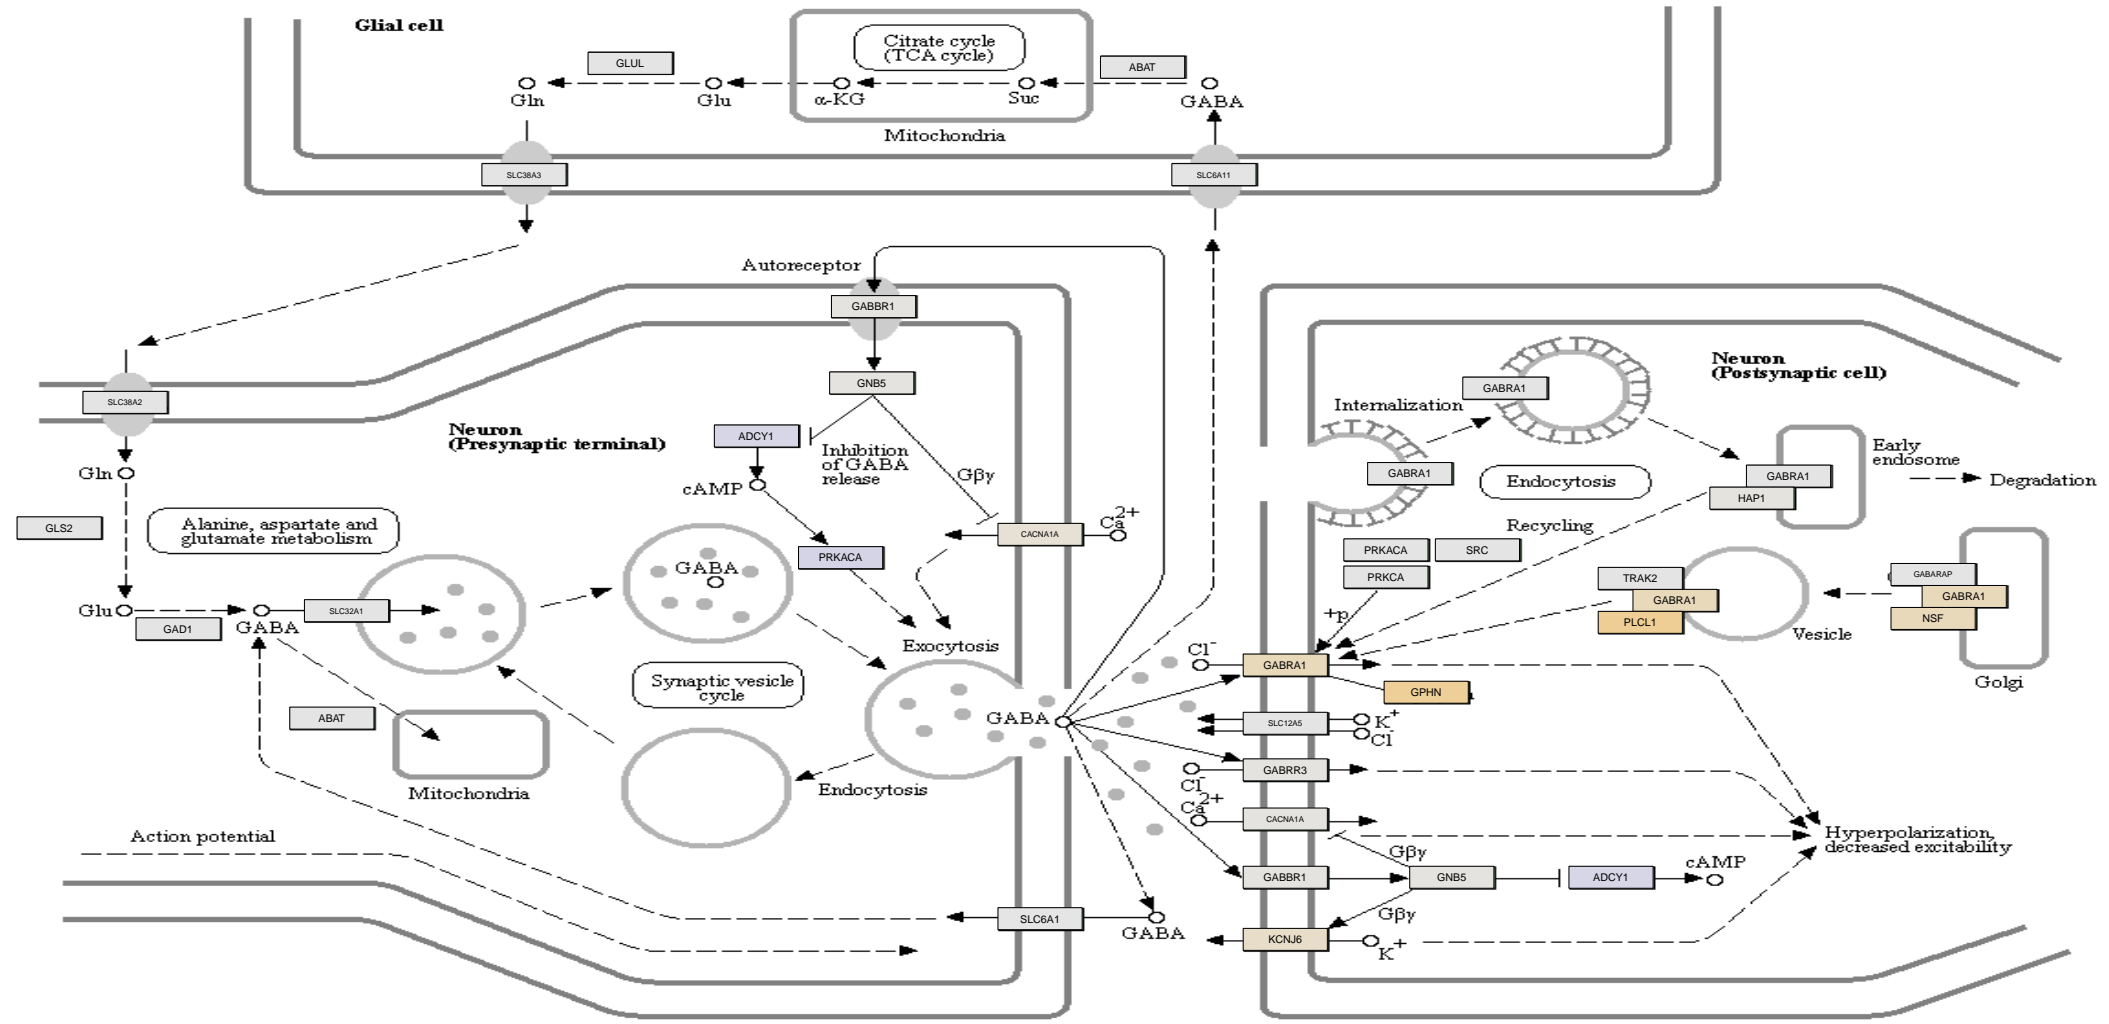 Glial cell
Citrate cycle
(TCA cycle)
GLUL
ABAT
Gln
Glu
α-KG
Suc
GABA
Mitochondria
SLC38A3
SLC6A11
Autoreceptor
GABBR1
GNB5
SLC38A2
Neuron
(Presynaptic terminal)
ADCY1
Inhibition
of GABA
release
Gβγ
cAMP
Gln
GLS2
Alanine, aspartate and
glutamate metabolism
CACNA1A
Ca2+
PRKACA
GABA
Glu
GAD1
GABA
SLC32A1
Exocytosis
Synaptic vesicle
cycle
ABAT
Mitochondria
GABA
Endocytosis
Action potential
SLC6A1
GABA
Neuron
(Postsynaptic cell)
GABRA1
Internalization
GABRA1
Endocytosis
GABRA1
HAP1
Early
endosome
Degradation
Recycling
PRKACA
SRC
PRKCA
+p
TRAK2
GABRA1
PLCL1
Vesicle
GABARAP
GABRA1
NSF
Golgi
Cl-
GABRA1
GPHN
SLC12A5
K+
Cl-
GABRR3
Cl-
Ca2+
CACNA1A
Hyperpolarization,
decreased excitability
Gβγ
GABBR1
GNB5
ADCY1
cAMP
Gβγ
KCNJ6
K+